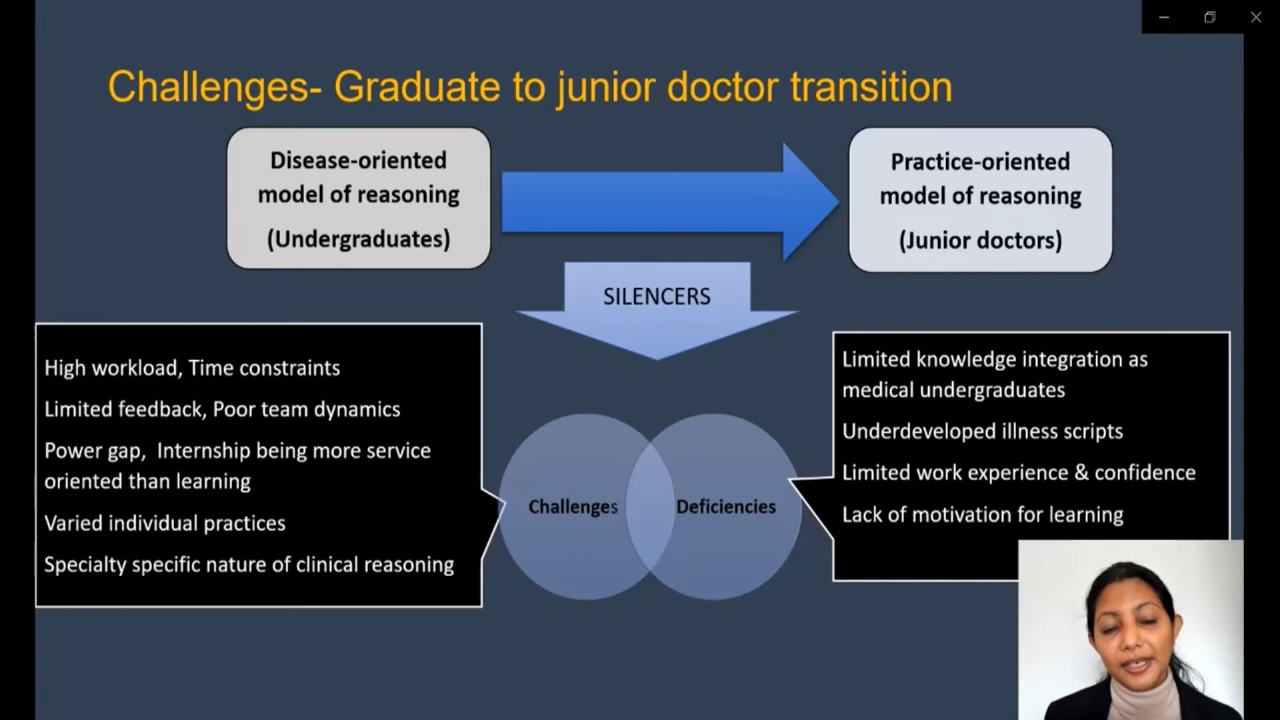 Challenges- Graduate to junior doctor transition
Disease-oriented
model of reasoning
(Undergraduates)
Practice-oriented
model of reasoning
(Junior doctors)
SILENCERS
High workload, Time constraints
Limited feedback, Poor team dynamics
Power gap, Internship being more service
oriented than learning
Varied individual practices
Specialty specific nature of clinical reasoning
Challenges
Deficiencies
Limited knowledge integration as
medical undergraduates
Underdeveloped illness scripts
Limited work experience & confidence
Lack of motivation for learning